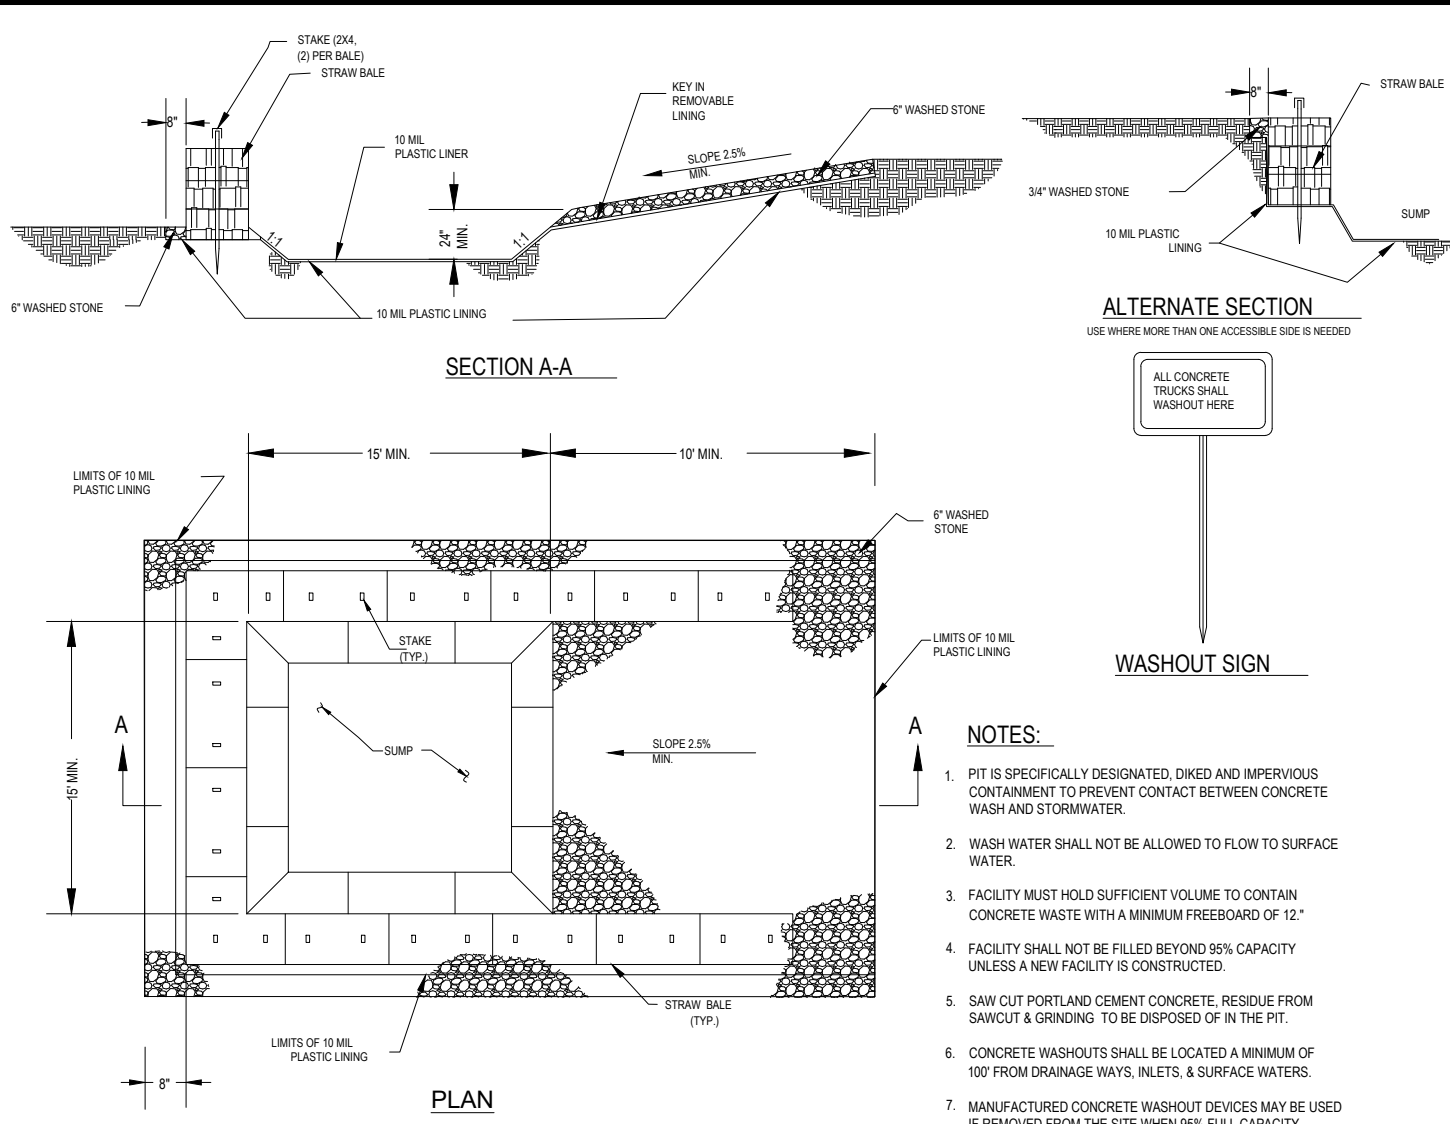 STAKE (2X4,
(2) PER BALE)
STRAW BALE
8"
10 MIL
PLASTIC LINER
KEY IN
REMOVABLE
LINING
6" WASHED STONE
SLOPE 2.5%
MIN.
24"
MIN.
1:1
1:1
6" WASHED STONE
10 MIL PLASTIC LINING
SECTION A-A
8"
STRAW BALE
3/4" WASHED STONE
SUMP
10 MIL PLASTIC
LINING
ALTERNATE SECTION
USE WHERE MORE THAN ONE ACCESSIBLE SIDE IS NEEDED
ALL CONCRETE
TRUCKS SHALL
WASHOUT HERE
WASHOUT SIGN
15' MIN.
10' MIN.
LIMITS OF 10 MIL
PLASTIC LINING
6" WASHED
STONE
STAKE
(TYP.)
LIMITS OF 10 MIL
PLASTIC LINING
A
A
15' MIN.
SUMP
SLOPE 2.5%
MIN.
STRAW BALE
(TYP.)
LIMITS OF 10 MIL
PLASTIC LINING
8"
PLAN
NOTES:
1. PIT IS SPECIFICALLY DESIGNATED, DIKED AND IMPERVIOUS
CONTAINMENT TO PREVENT CONTACT BETWEEN CONCRETE
WASH AND STORMWATER.
2. WASH WATER SHALL NOT BE ALLOWED TO FLOW TO SURFACE
WATER.
3. FACILITY MUST HOLD SUFFICIENT VOLUME TO CONTAIN
CONCRETE WASTE WITH A MINIMUM FREEBOARD OF 12."
4. FACILITY SHALL NOT BE FILLED BEYOND 95% CAPACITY
UNLESS A NEW FACILITY IS CONSTRUCTED.
5. SAW CUT PORTLAND CEMENT CONCRETE, RESIDUE FROM
SAWCUT & GRINDING TO BE DISPOSED OF IN THE PIT.
6. CONCRETE WASHOUTS SHALL BE LOCATED A MINIMUM OF
100' FROM DRAINAGE WAYS, INLETS, & SURFACE WATERS.
7. MANUFACTURED CONCRETE WASHOUT DEVICES MAY BE USED
IF REMOVED FROM THE SITE WHEN 95% FULL CAPACITY